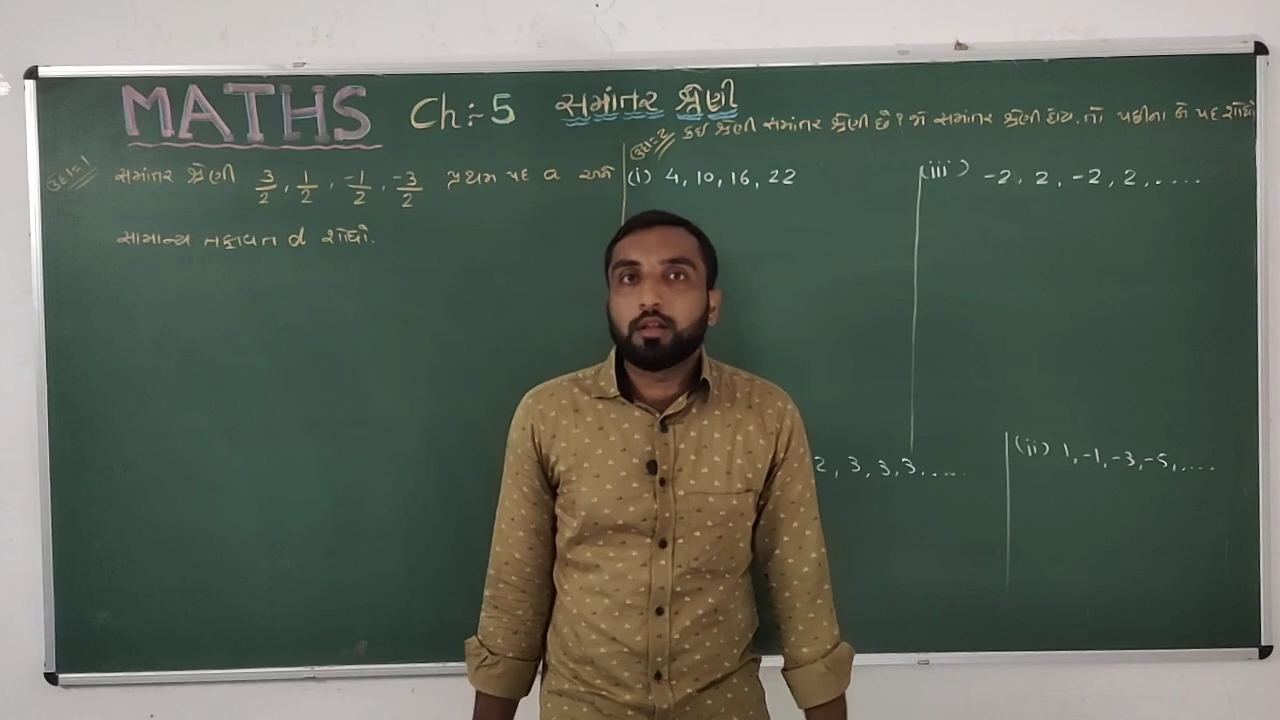 MATHS Ch:-5 સમાંતર શ્રેણી
ઉદા:-1 સમાંતર શ્રેણી 3/2, 1/2, -1/2, -3/2 પ્રથમ પદ a અને
સામાન્ય તફાવત d શોધો.
ઉદા:-2 કઈ શ્રેણી સમાંતર શ્રેણી છે? જો સમાંતર શ્રેણી હોય, તો પછીના બે પદ શોધો
(i) 4, 10, 16, 22
(iii) -2, 2, -2, 2, ....
2, 3, 3, 3, ....
(ii) 1, -1, -3, -5, ....